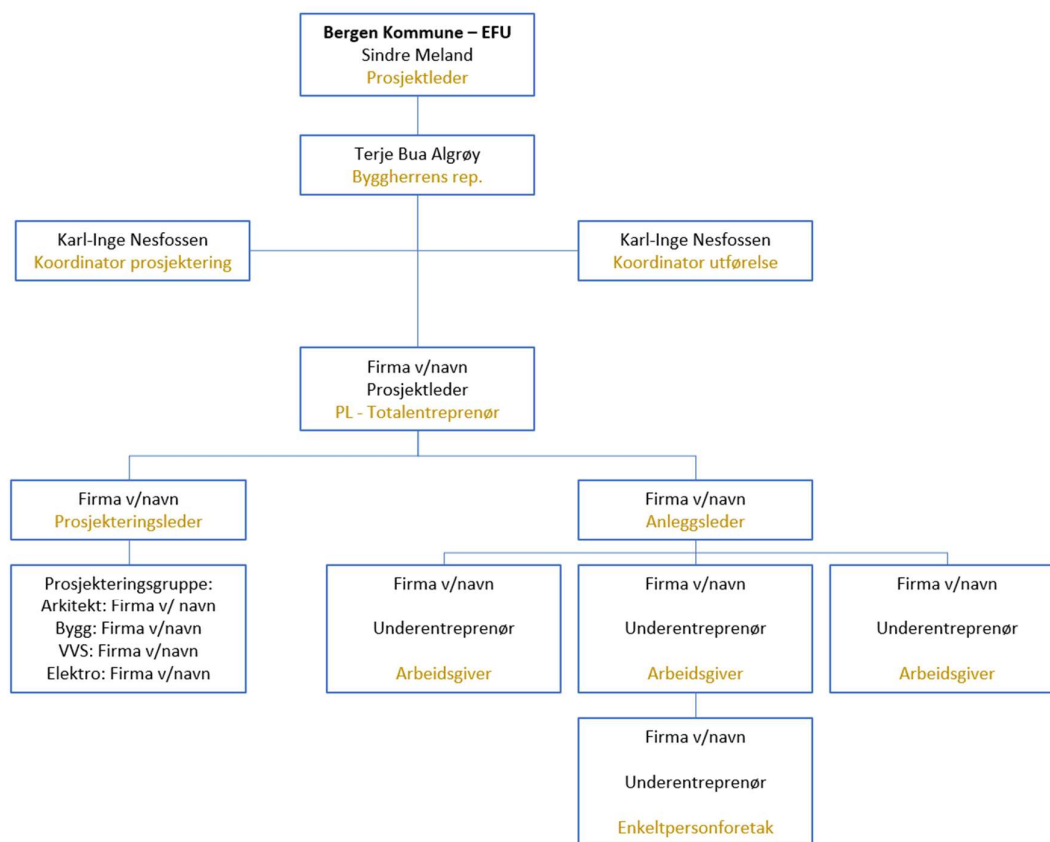 Bergen Kommune – EFU
Sindre Meland
Prosjektleder
Terje Bua Algrøy
Byggherrens rep.
Karl-Inge Nesfossen
Koordinator prosjektering
Karl-Inge Nesfossen
Koordinator utførelse
Firma v/navn
Prosjektleder
PL - Totalentreprenør
Firma v/navn
Prosjekteringsleder
Firma v/navn
Anleggsleder
Prosjekteringsgruppe:
Arkitekt: Firma v/ navn
Bygg: Firma v/navn
VVS: Firma v/navn
Elektro: Firma v/navn
Firma v/navn
Underentreprenør
Arbeidsgiver
Firma v/navn
Underentreprenør
Arbeidsgiver
Firma v/navn
Underentreprenør
Arbeidsgiver
Firma v/navn
Underentreprenør
Enkeltpersonforetak